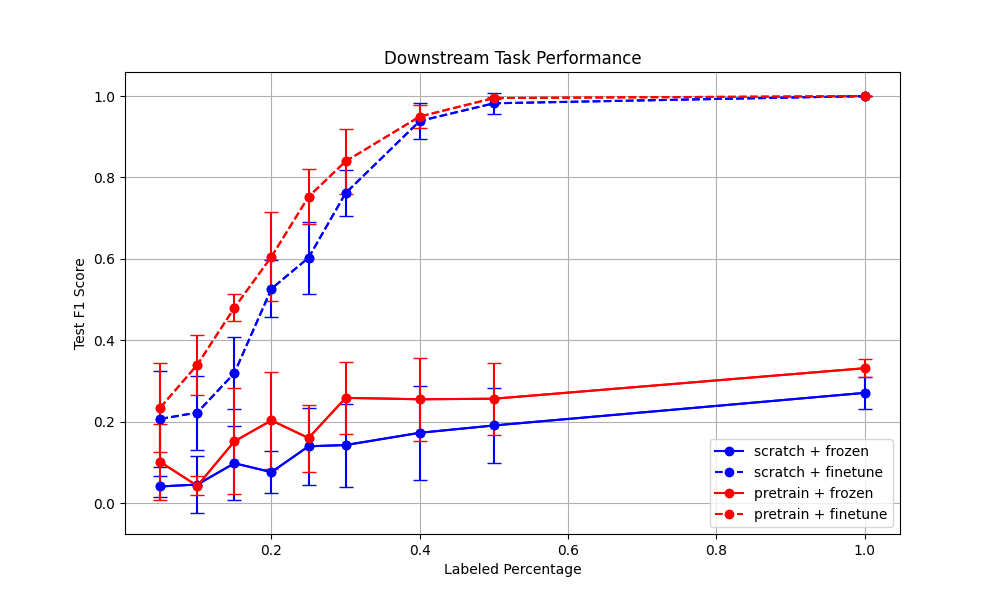 Downstream Task Performance
Test F1 Score
1.0
0.8
0.6
0.4
0.2
0.0
0.2
0.4
0.6
0.8
1.0
Labeled Percentage
scratch + frozen
scratch + finetune
pretrain + frozen
pretrain + finetune